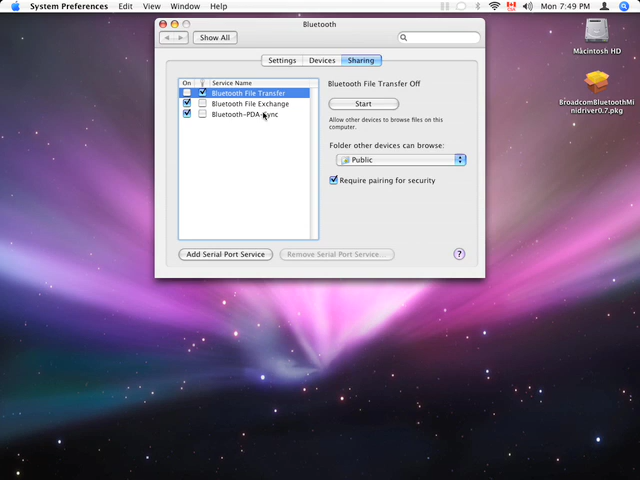 System Preferences Edit View Window Help Mon 7:49 PM
Bluetooth
Show All
Settings Devices Sharing
On Service Name
Bluetooth File Transfer
Bluetooth File Exchange
Bluetooth-PDA-Sync
Bluetooth File Transfer Off
Start
Allow other devices to browse files on this
computer.
Folder other devices can browse:
Public
Require pairing for security
Add Serial Port Service Remove Serial Port Service... ?
Macintosh HD
BroadcomBluetoothMi
nidriver0.7.pkg